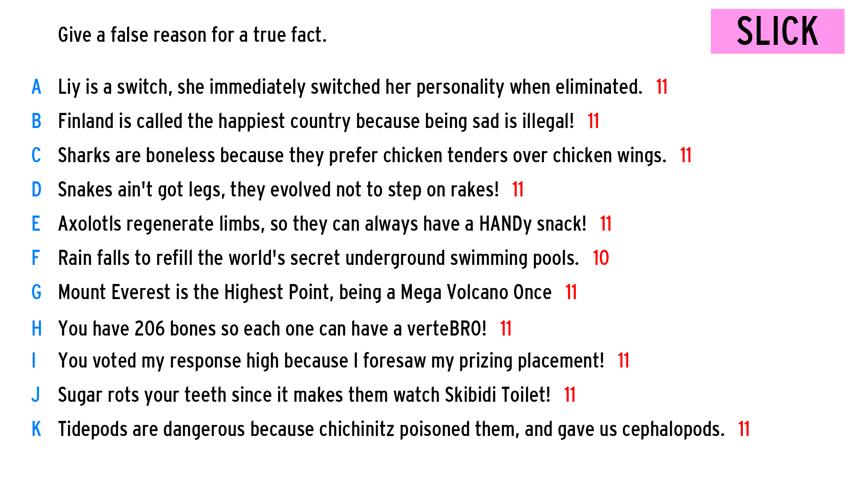 Give a false reason for a true fact.
SLICK
A Liy is a switch, she immediately switched her personality when eliminated. 11
B Finland is called the happiest country because being sad is illegal! 11
C Sharks are boneless because they prefer chicken tenders over chicken wings. 11
D Snakes ain't got legs, they evolved not to step on rakes! 11
E Axolotls regenerate limbs, so they can always have a HANDy snack! 11
F Rain falls to refill the world's secret underground swimming pools. 10
G Mount Everest is the Highest Point, being a Mega Volcano Once 11
H You have 206 bones so each one can have a verteBRO! 11
I You voted my response high because I foresaw my prizing placement! 11
J Sugar rots your teeth since it makes them watch Skibidi Toilet! 11
K Tidepods are dangerous because chichinitz poisoned them, and gave us cephalopods. 11